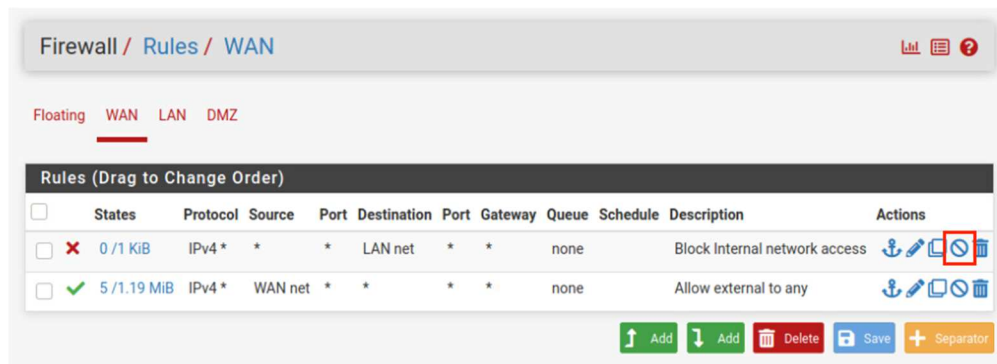 Firewall / Rules / WAN
Floating WAN LAN DMZ
Rules (Drag to Change Order)
States Protocol Source Port Destination Port Gateway Queue Schedule Description Actions
0 /1 KiB IPv4 * * * LAN net * * none Block Internal network access
5 /1.19 MiB IPv4 * WAN net * * * * none Allow external to any
Add Add Delete Save Separator